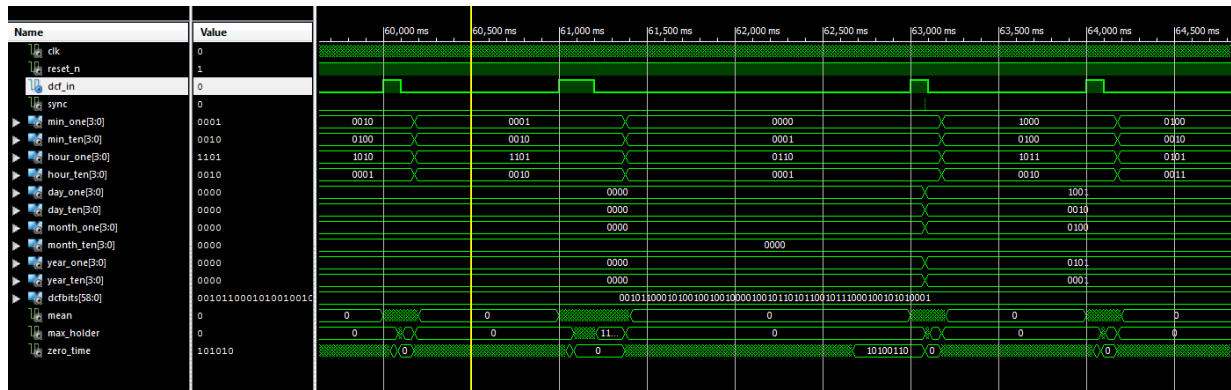 Name Value 60,000 ms 60,500 ms 61,000 ms 61,500 ms 62,000 ms 62,500 ms 63,000 ms 63,500 ms 64,000 ms 64,500 ms
clk 0
reset_n 1
dcf_in 0
sync 0
min_one[3:0] 0001 0010 0001 0000 1000 0100
min_ten[3:0] 0010 0100 0010 0001 0100 0010
hour_one[3:0] 1101 1010 1101 0110 1011 0101
hour_ten[3:0] 0010 0001 0010 0001 0010 0011
day_one[3:0] 0000 0000 1001
day_ten[3:0] 0000 0000 0010
month_one[3:0] 0000 0000 0100
month_ten[3:0] 0000 0000
year_one[3:0] 0000 0000 0101
year_ten[3:0] 0000 0000 0001
dcfbits[58:0] 0010110001010010010 00101100010100100100100001001011010110010111000100101010001
mean 0 0 0 0 0 0
max_holder 0 0 0 11... 0 0 0
zero_time 101010 0 0 10100110 0 0